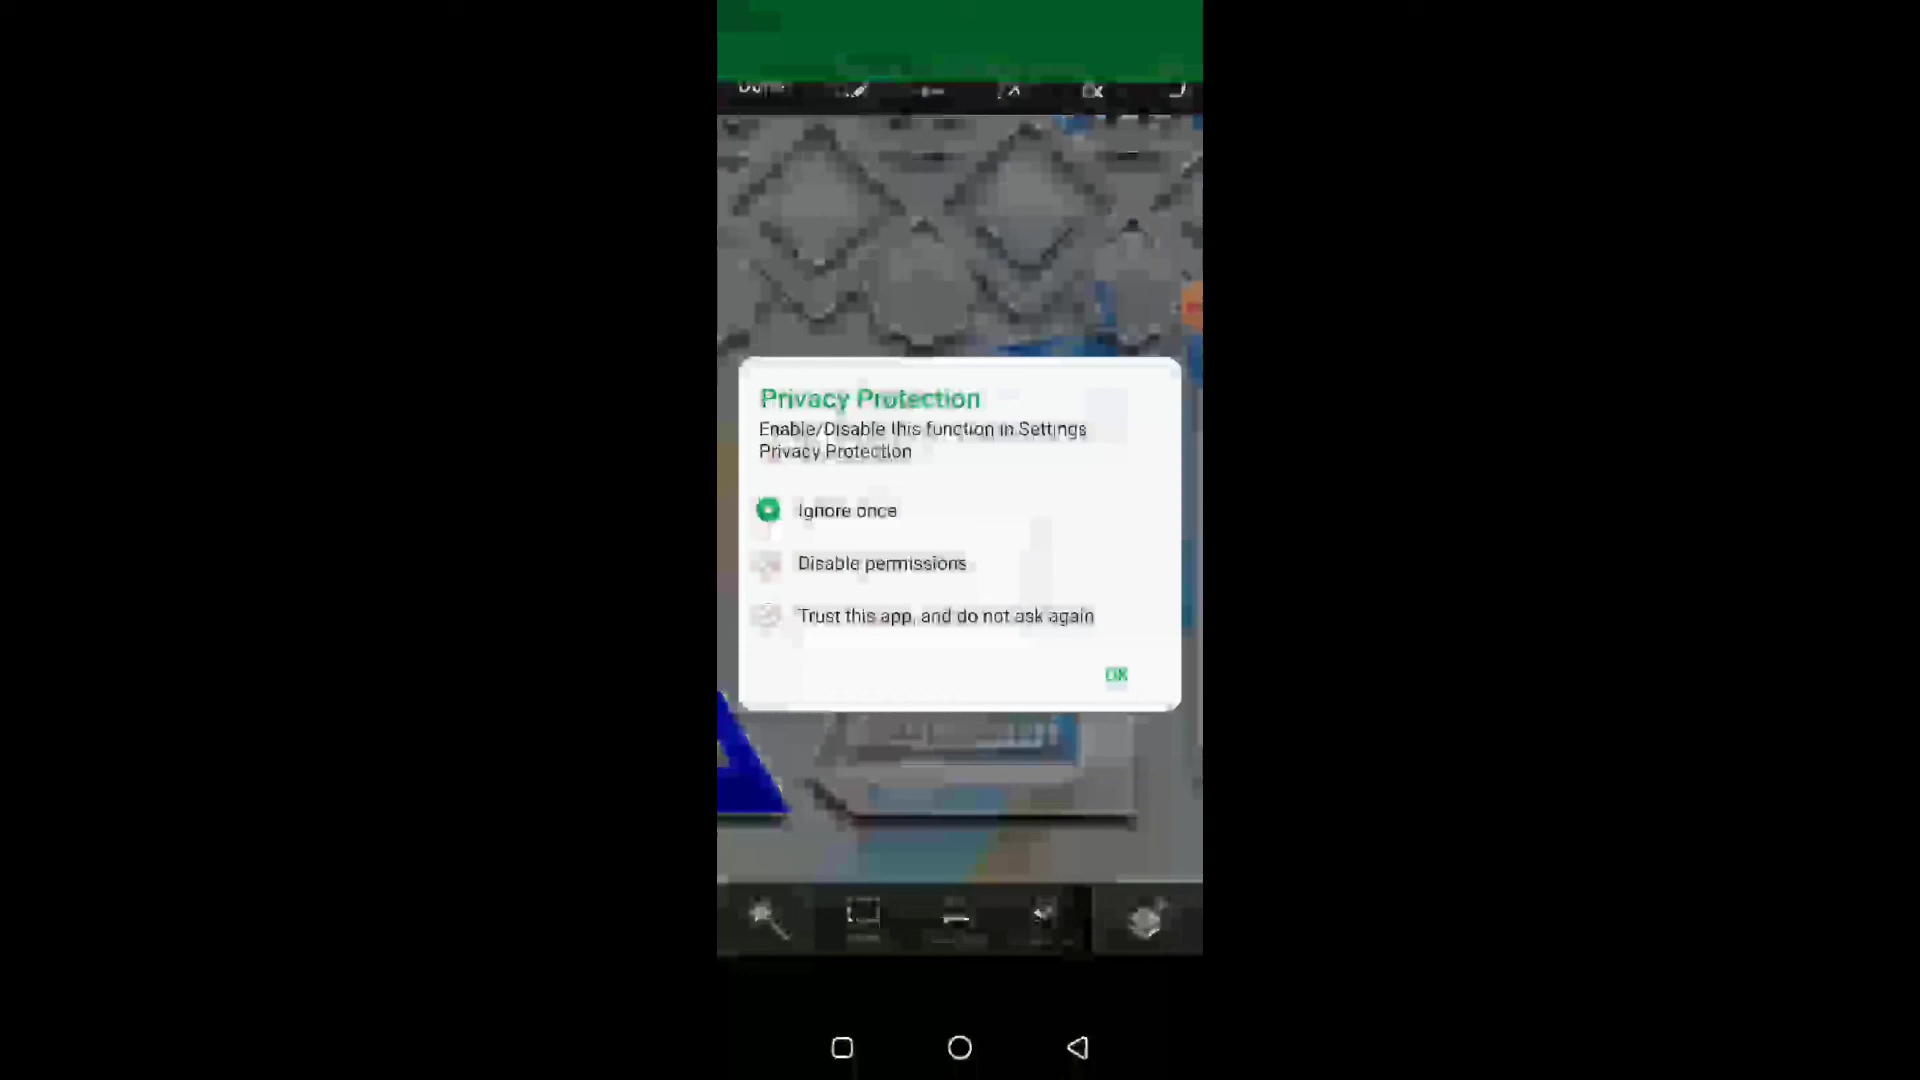 Privacy Protection
Enable/Disable this function in Settings
Privacy Protection
Ignore once
Disable permissions
Trust this app, and do not ask again
OK